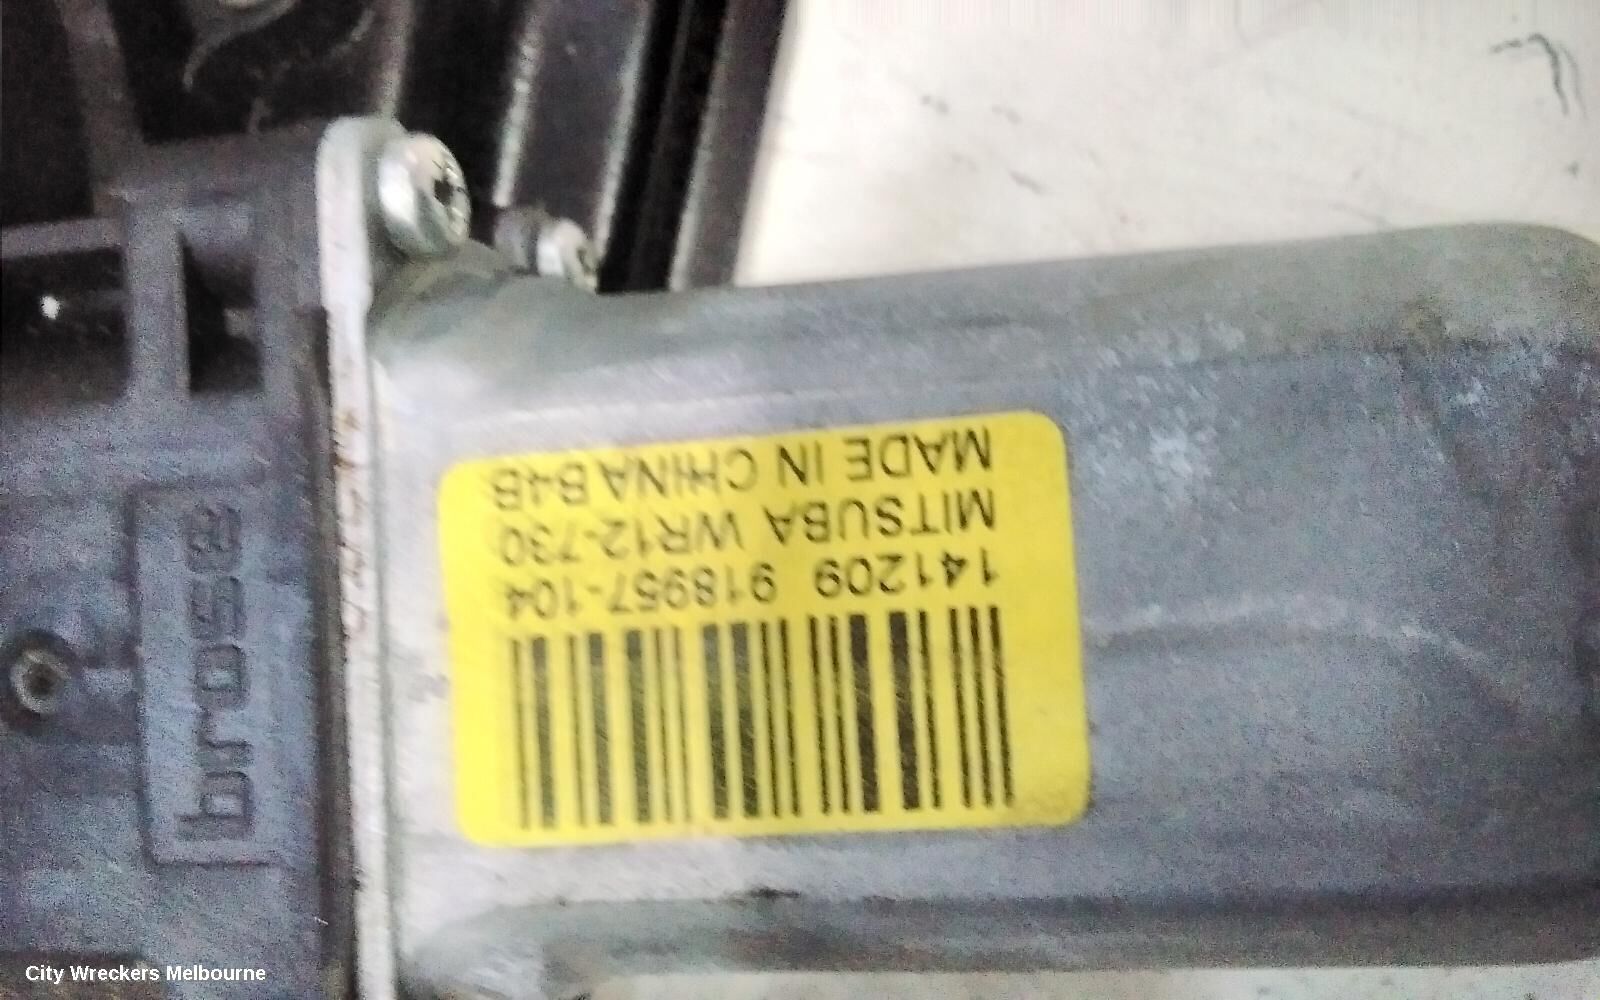 141209 918957-104
MITSUBA WR12-730
MADE IN CHINA B4B
brose
City Wreckers Melbourne